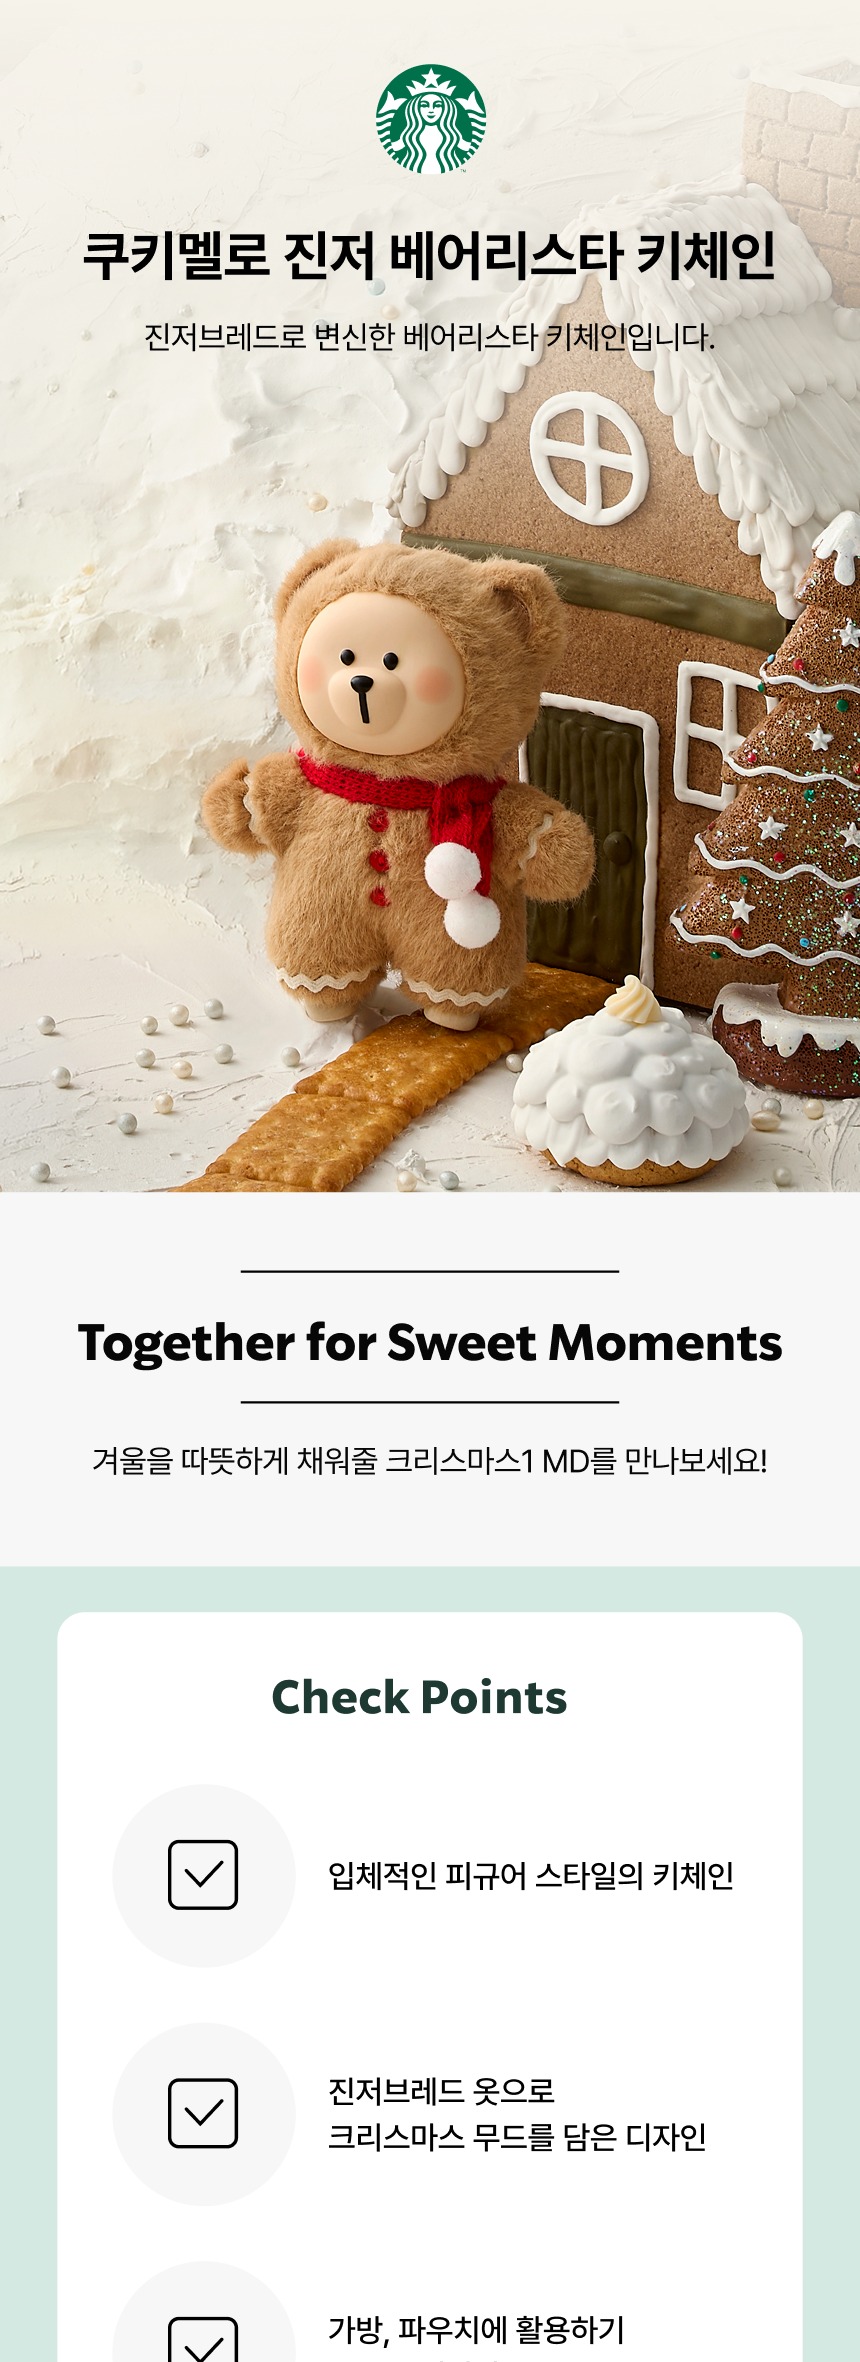 쿠키멜로 진저 베어리스타 키체인
진저브레드로 변신한 베어리스타 키체인입니다.
Together for Sweet Moments
겨울을 따뜻하게 채워줄 크리스마스1 MD를 만나보세요!
Check Points
입체적인 피규어 스타일의 키체인
진저브레드 옷으로
크리스마스 무드를 담은 디자인
가방, 파우치에 활용하기